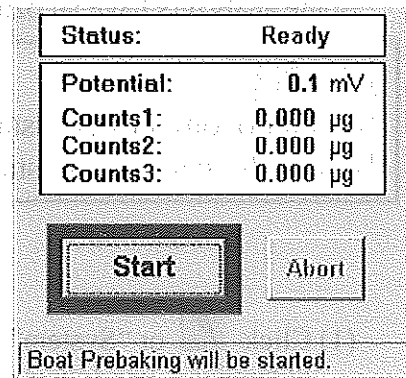 Status: Ready
Potential: 0.1 mV
Counts1: 0.000 µg
Counts2: 0.000 µg
Counts3: 0.000 µg
Start Abort
Boat Prebaking will be started.